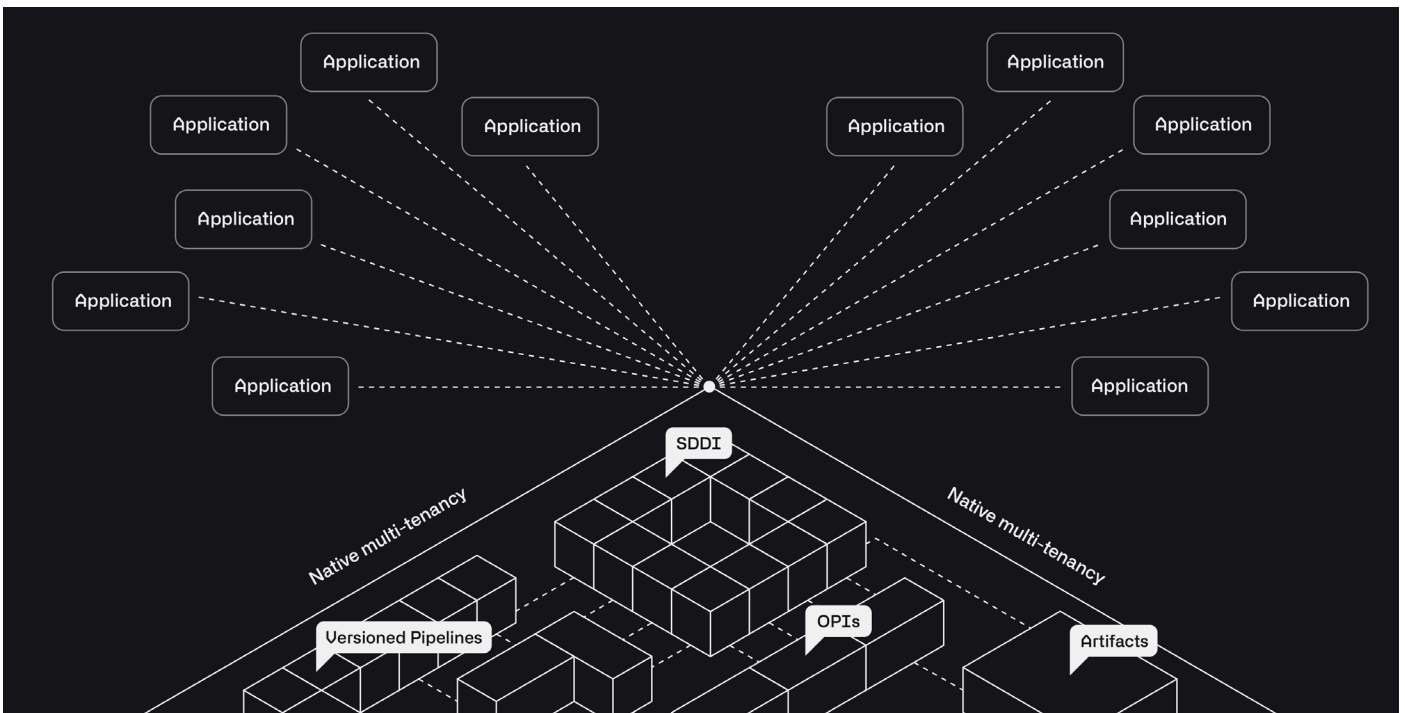 Application
Application
Application
Application
Application
Application
Application
Application
Application
Application
Application
Application
SDDI
Native multi-tenancy
Native multi-tenancy
OPIs
Versioned Pipelines
Artifacts